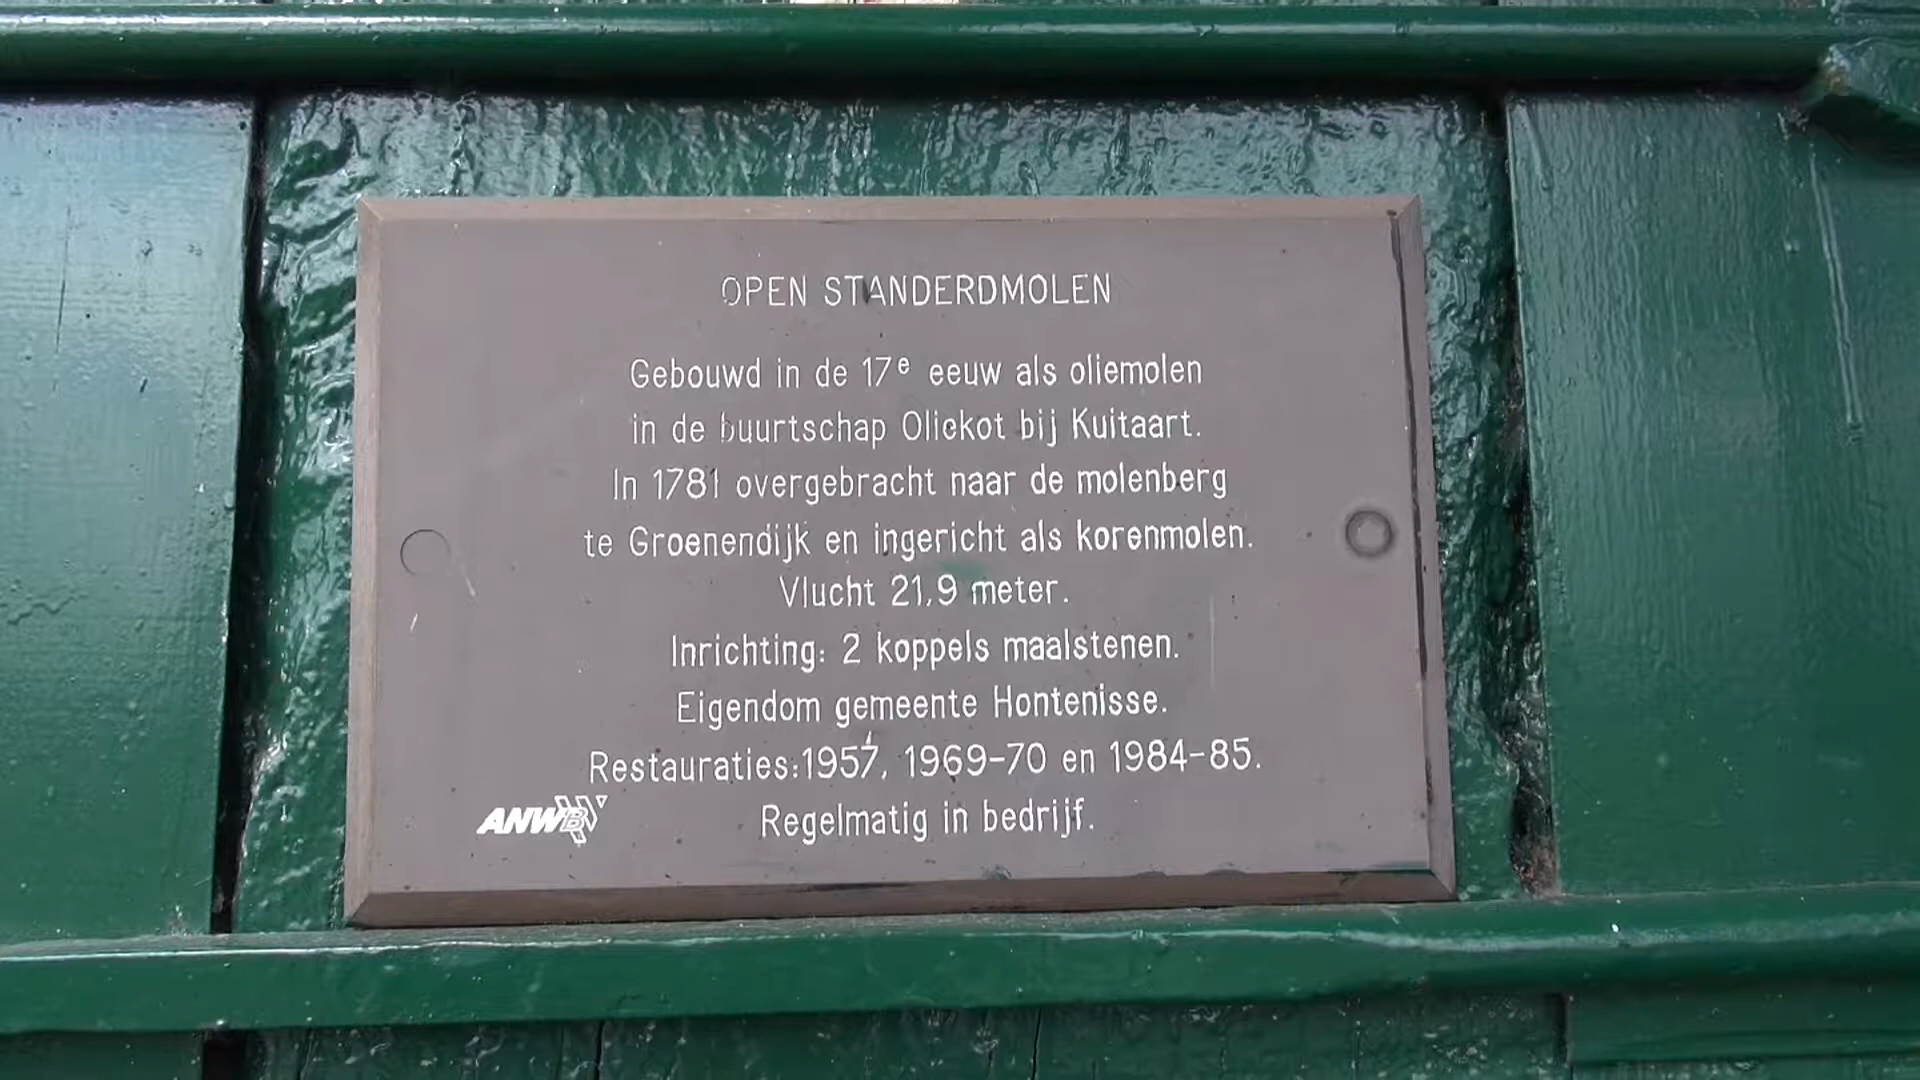 OPEN STANDERDMOLEN
Gebouwd in de 17e eeuw als oliemolen
in de buurtschap Oliekot bij Kuitaart.
In 1781 overgebracht naar de molenberg
te Groenendijk en ingericht als korenmolen.
Vlucht 21,9 meter.
Inrichting: 2 koppels maalstenen.
Eigendom gemeente Hontenisse.
Restauraties: 1957, 1969-70 en 1984-85.
Regelmatig in bedrijf.
ANWB